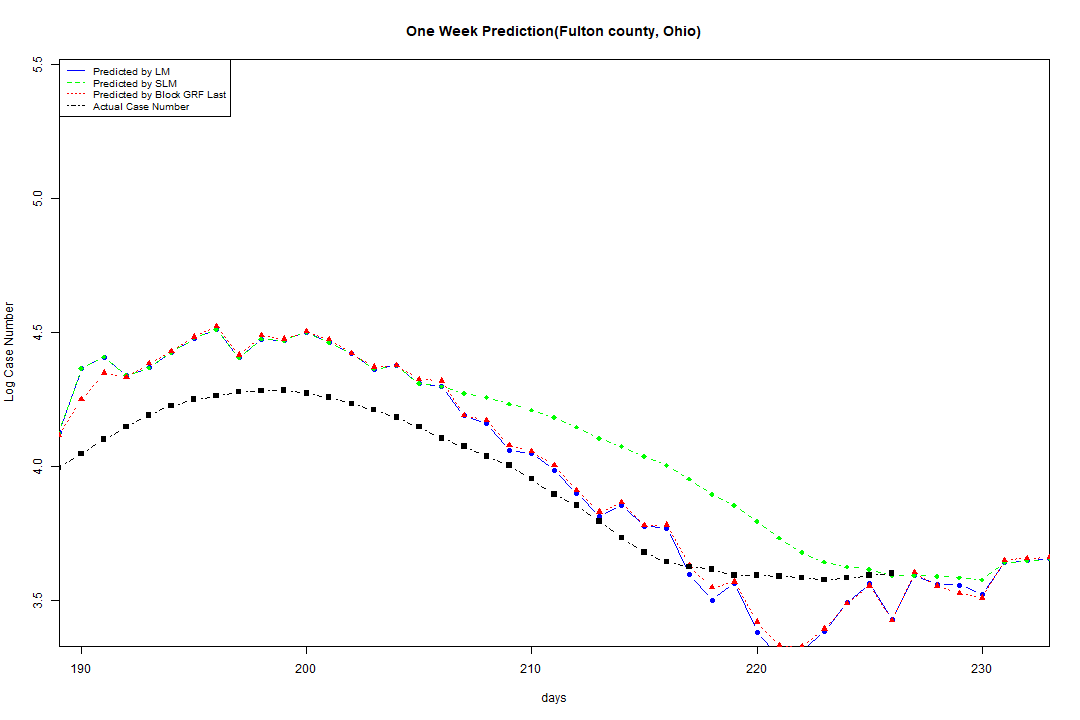 One Week Prediction(Fulton county, Ohio)
Predicted by LM
Predicted by SLM
Predicted by Block GRF Last
Actual Case Number
5.5
5.0
4.5
4.0
3.5
Log Case Number
190 200 210 220 230
days